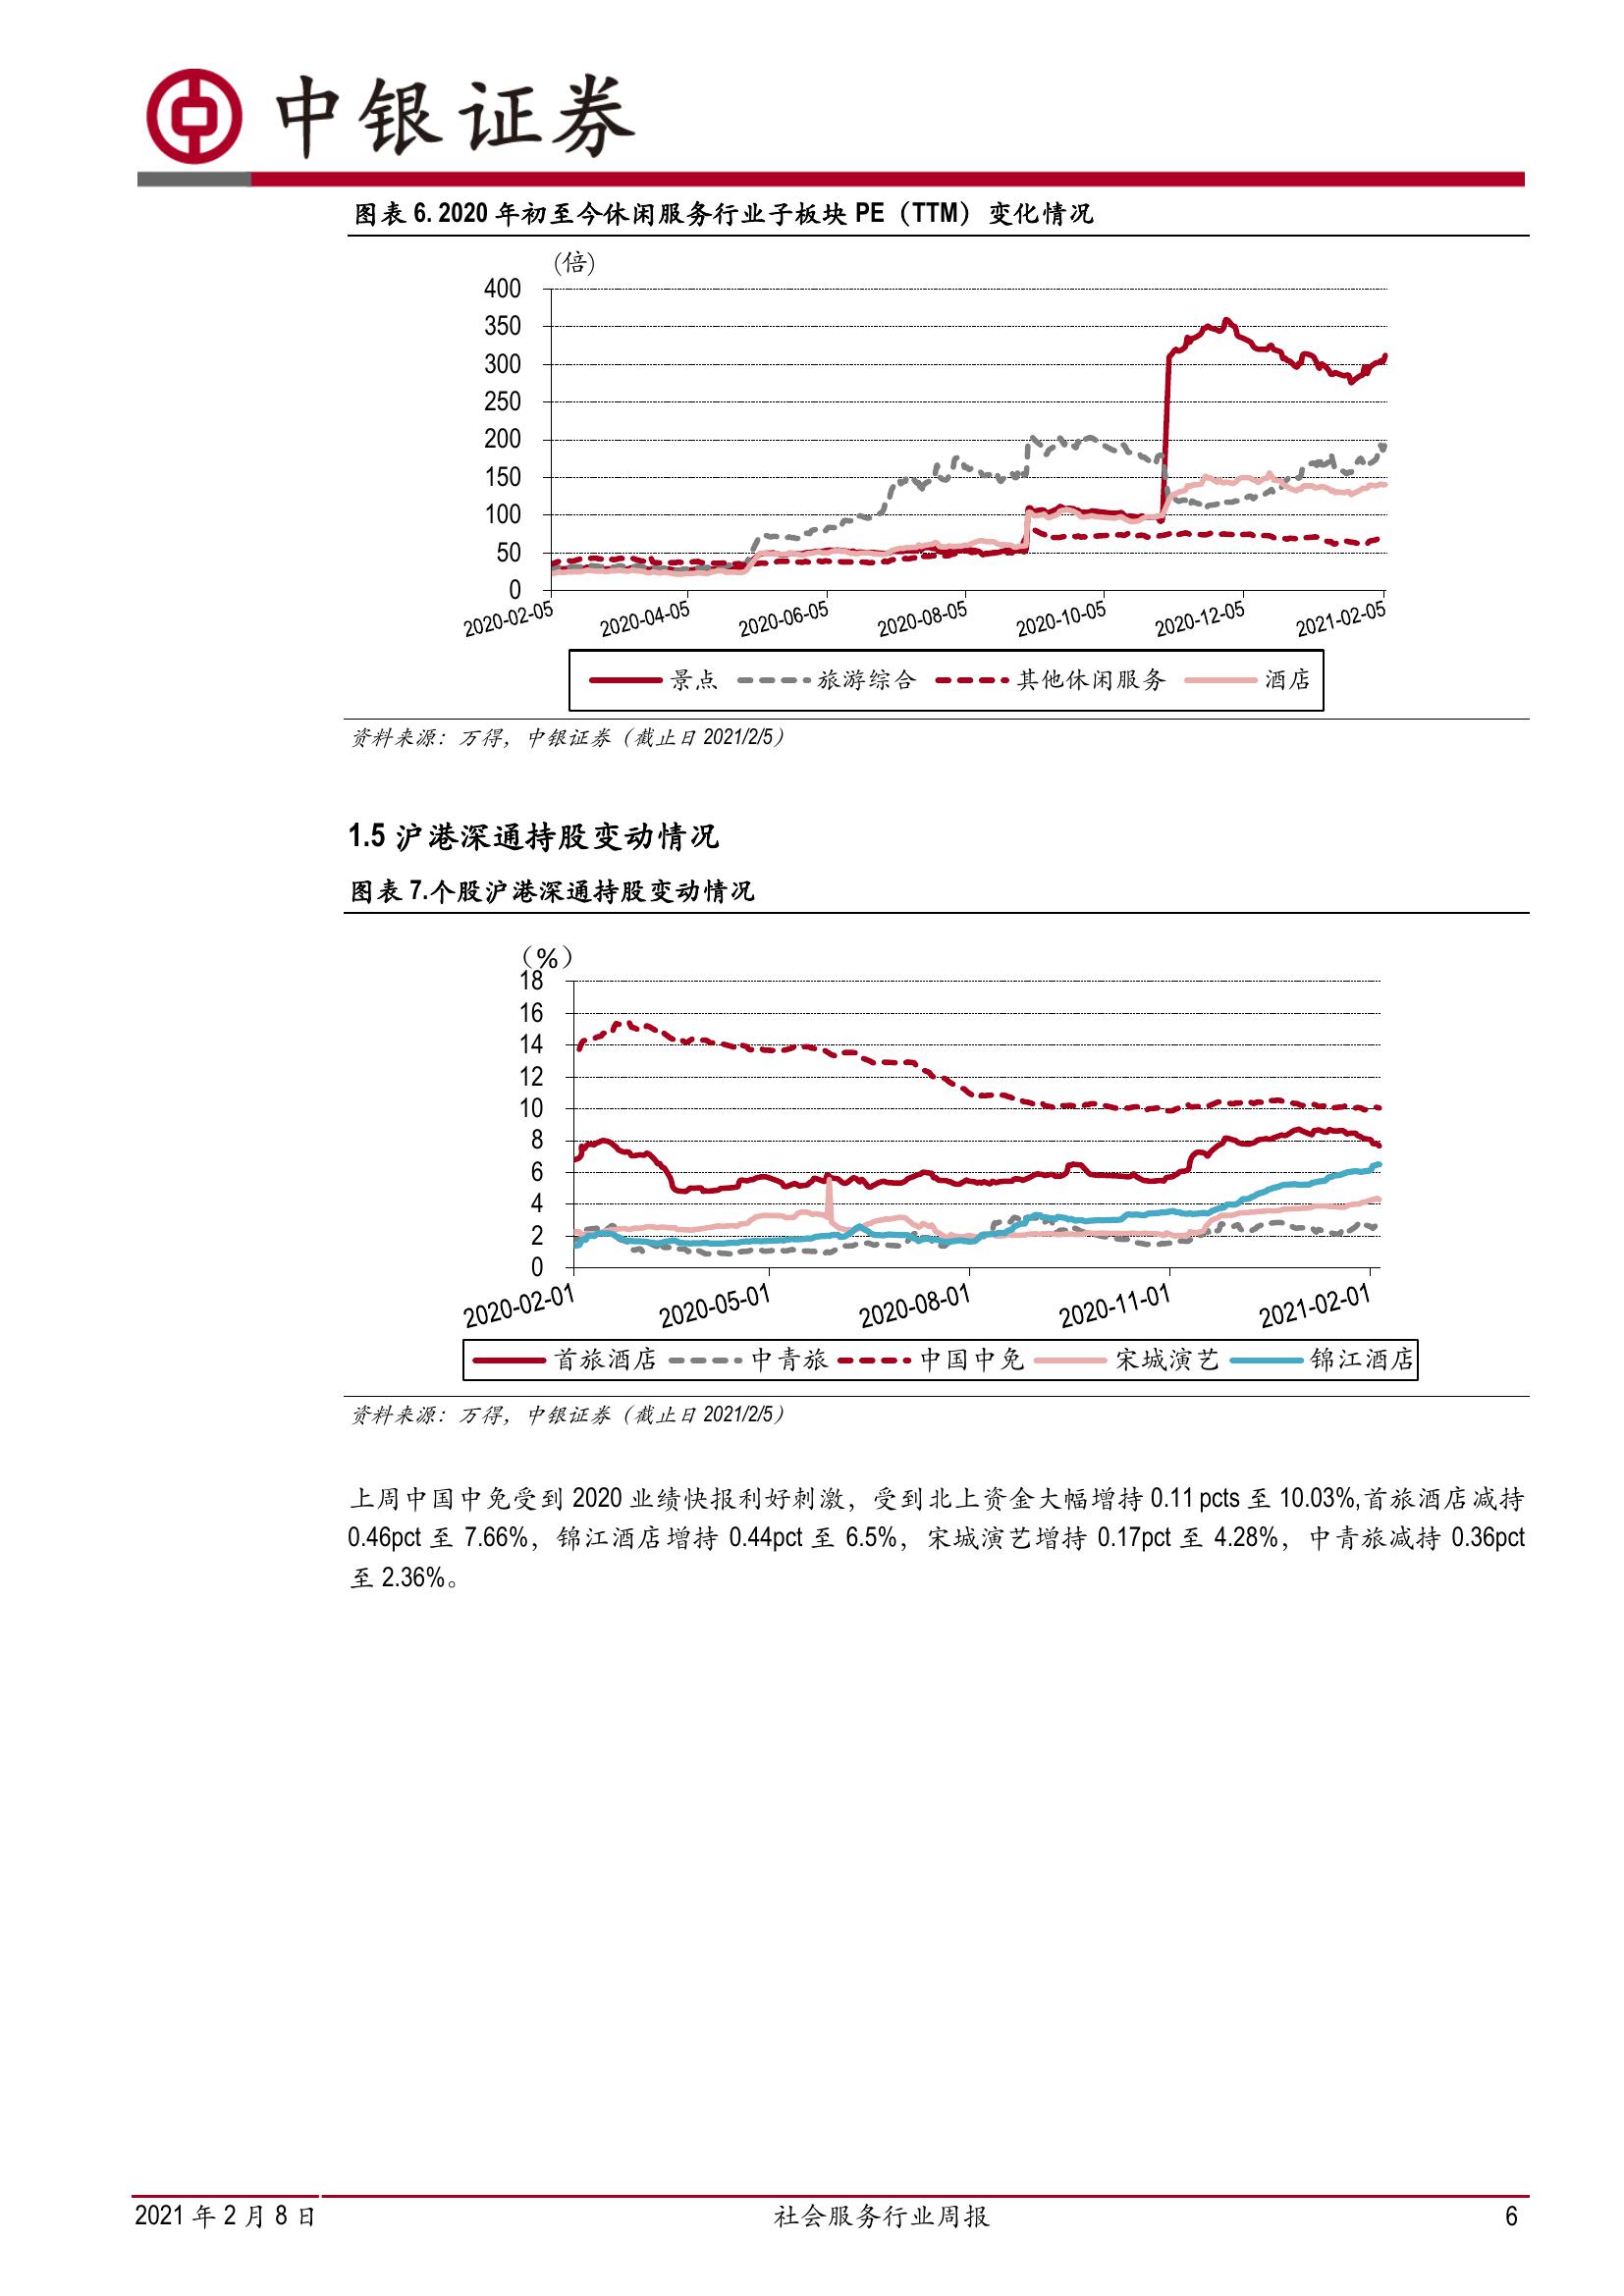 中银证券
图表 6. 2020 年初至今休闲服务行业子板块 PE（TTM）变化情况
(倍)
400
350
300
250
200
150
100
50
0
2020-02-05 2020-04-05 2020-06-05 2020-08-05 2020-10-05 2020-12-05 2021-02-05
景点 旅游综合 其他休闲服务 酒店
资料来源：万得，中银证券（截止日 2021/2/5）
1.5 沪港深通持股变动情况
图表 7.个股沪港深通持股变动情况
（%）
18
16
14
12
10
8
6
4
2
0
2020-02-01 2020-05-01 2020-08-01 2020-11-01 2021-02-01
首旅酒店 中青旅 中国中免 宋城演艺 锦江酒店
资料来源：万得，中银证券（截止日 2021/2/5）
上周中国中免受到 2020 业绩快报利好刺激，受到北上资金大幅增持 0.11 pcts 至 10.03%,首旅酒店减持
0.46pct 至 7.66%，锦江酒店增持 0.44pct 至 6.5%，宋城演艺增持 0.17pct 至 4.28%，中青旅减持 0.36pct
至 2.36%。
2021 年 2 月 8 日 社会服务行业周报 6